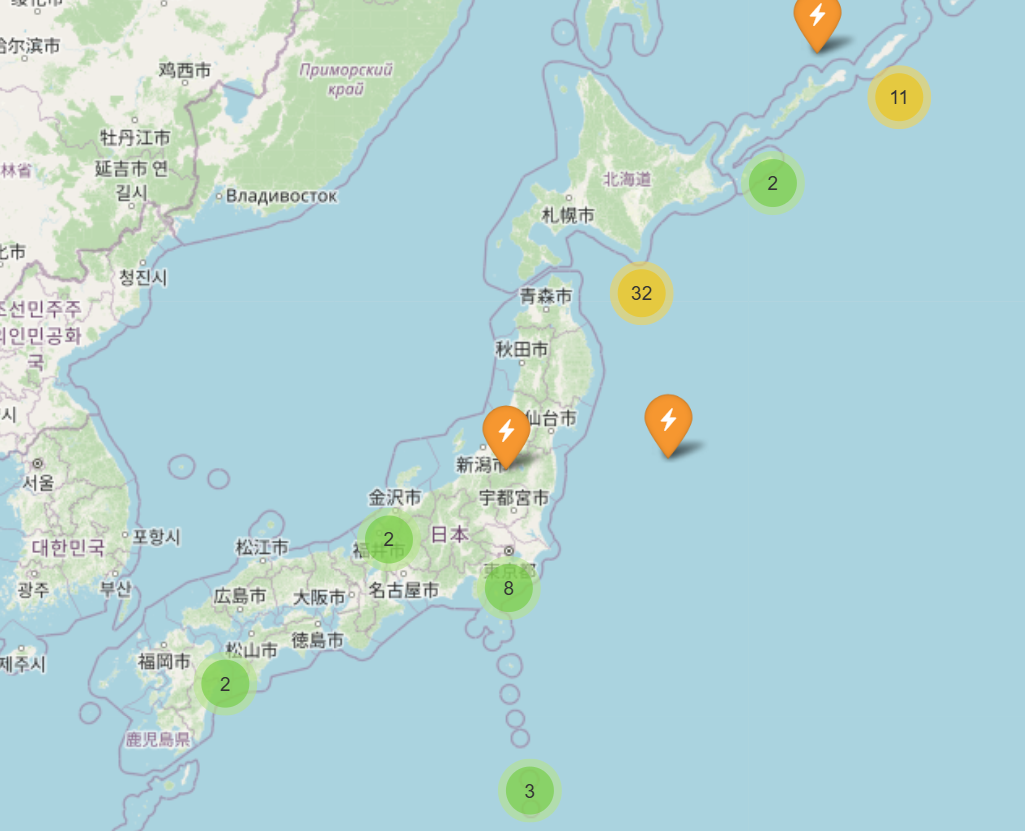 哈尔滨市
鸡西市
Приморский
край
11
牡丹江市
林省
延吉市 연
길시
Владивосток
2
北海道
札幌市
청진시
조선민주주
의인민공화
국
32
青森市
秋田市
仙台市
新潟市
서울
金沢市
宇都宮市
2
日本
포항시
대한민국
松江市
福井市
東京都
광주
부산
広島市
大阪市
名古屋市
8
徳島市
松山市
福岡市
제주시
2
鹿児島県
3